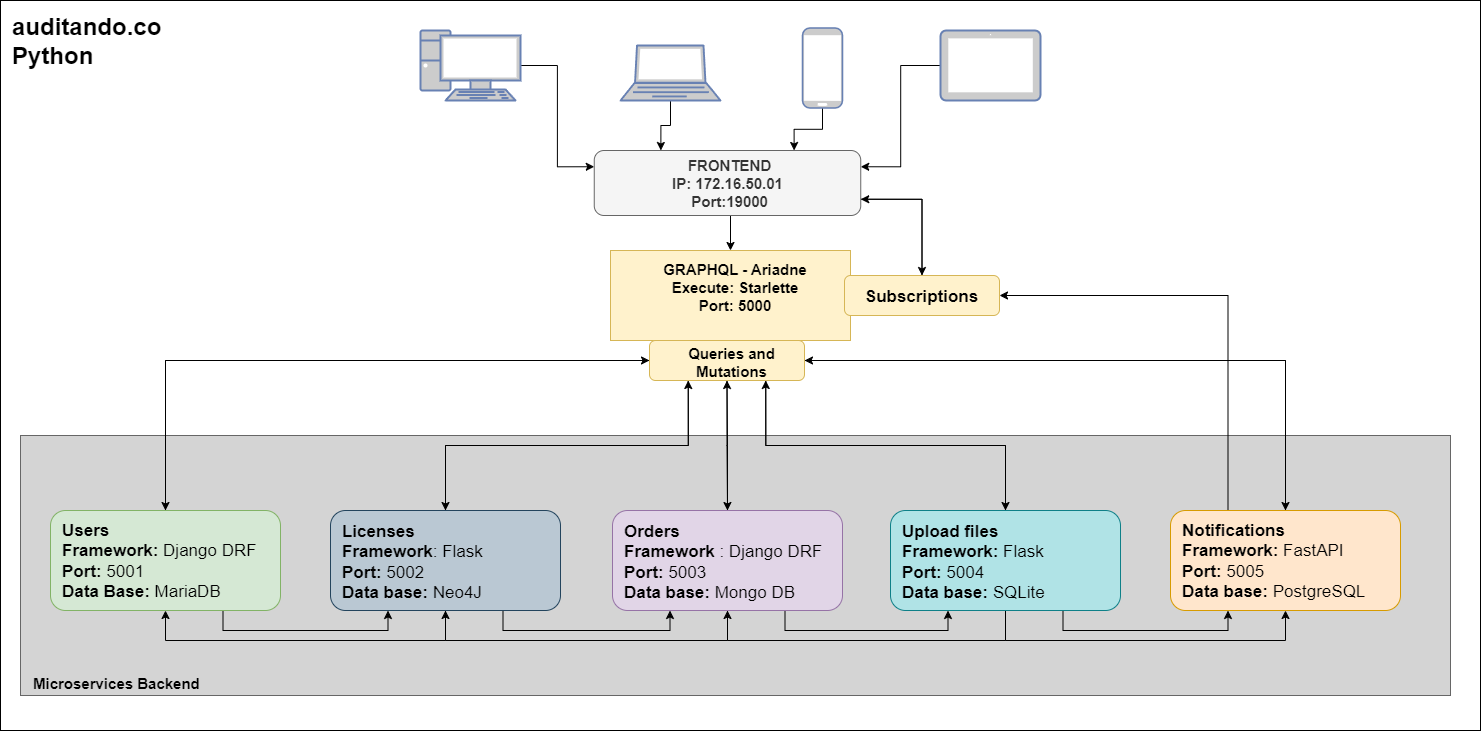 auditando.co
Python
FRONTEND
IP: 172.16.50.01
Port:19000
GRAPHQL - Ariadne
Execute: Starlette
Port: 5000
Subscriptions
Queries and
Mutations
Users
Framework: Django DRF
Port: 5001
Data Base: MariaDB
Licenses
Framework: Flask
Port: 5002
Data base: Neo4J
Orders
Framework : Django DRF
Port: 5003
Data base: Mongo DB
Upload files
Framework: Flask
Port: 5004
Data base: SQLite
Notifications
Framework: FastAPI
Port: 5005
Data base: PostgreSQL
Microservices Backend